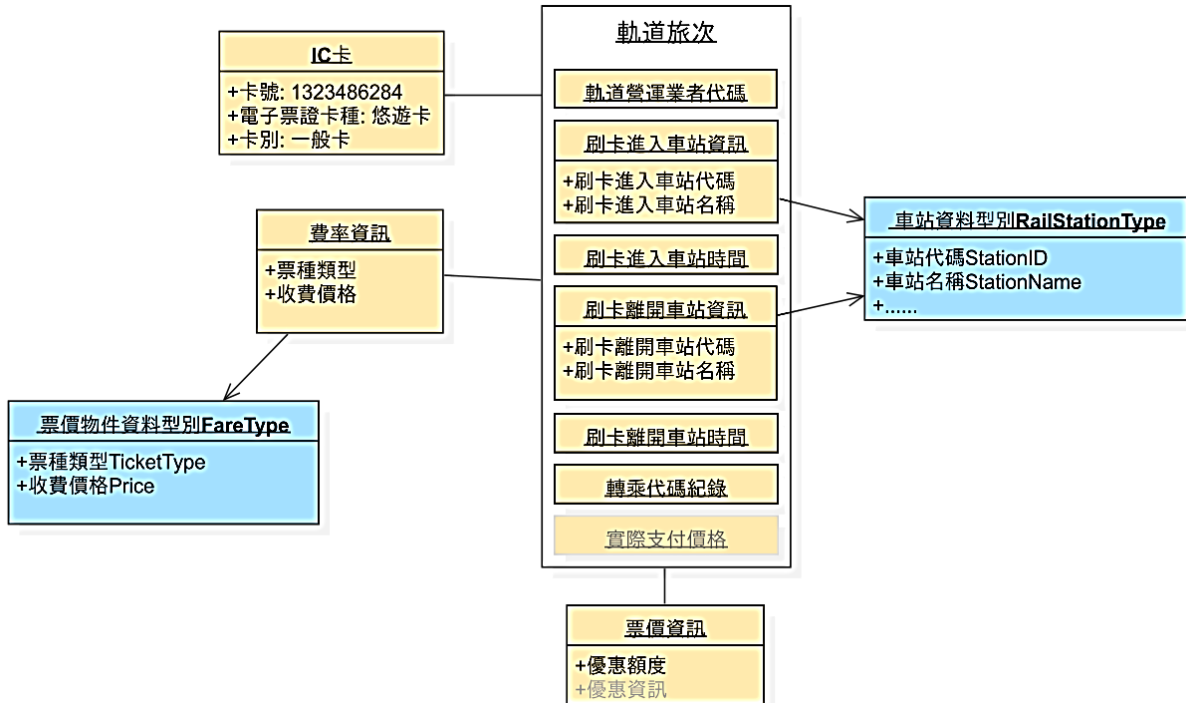 軌道旅次
IC卡
+卡號: 1323486284
+電子票證卡種: 悠遊卡
+卡別: 一般卡
軌道營運業者代碼
刷卡進入車站資訊
+刷卡進入車站代碼
+刷卡進入車站名稱
刷卡進入車站時間
刷卡離開車站資訊
+刷卡離開車站代碼
+刷卡離開車站名稱
刷卡離開車站時間
轉乘代碼紀錄
實際支付價格
費率資訊
+票種類型
+收費價格
車站資料型別RailStationType
+車站代碼StationID
+車站名稱StationName
+......
票價物件資料型別FareType
+票種類型TicketType
+收費價格Price
票價資訊
+優惠額度
+優惠資訊